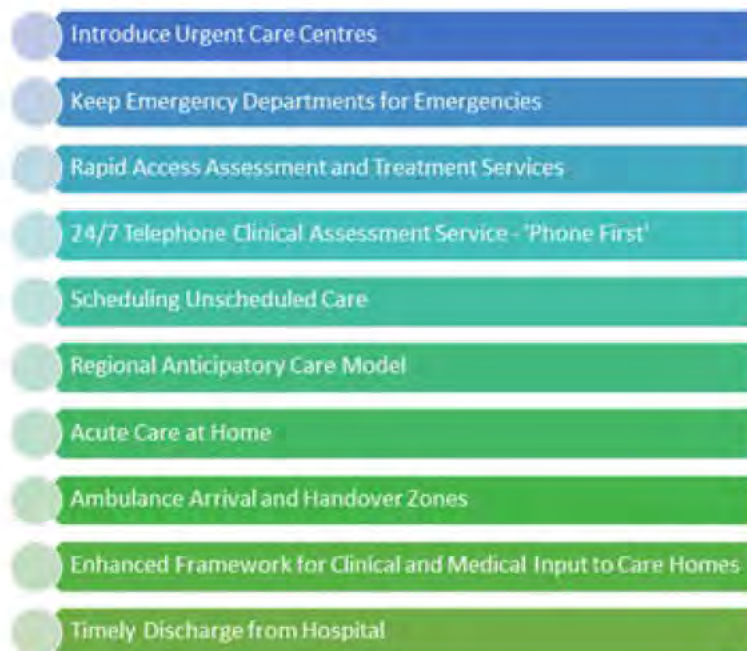 Introduce Urgent Care Centres
Keep Emergency Departments for Emergencies
Rapid Access Assessment and Treatment Services
24/7 Telephone Clinical Assessment Service - 'Phone First'
Scheduling Unscheduled Care
Regional Anticipatory Care Model
Acute Care at Home
Ambulance Arrival and Handover Zones
Enhanced Framework for Clinical and Medical Input to Care Homes
Timely Discharge from Hospital